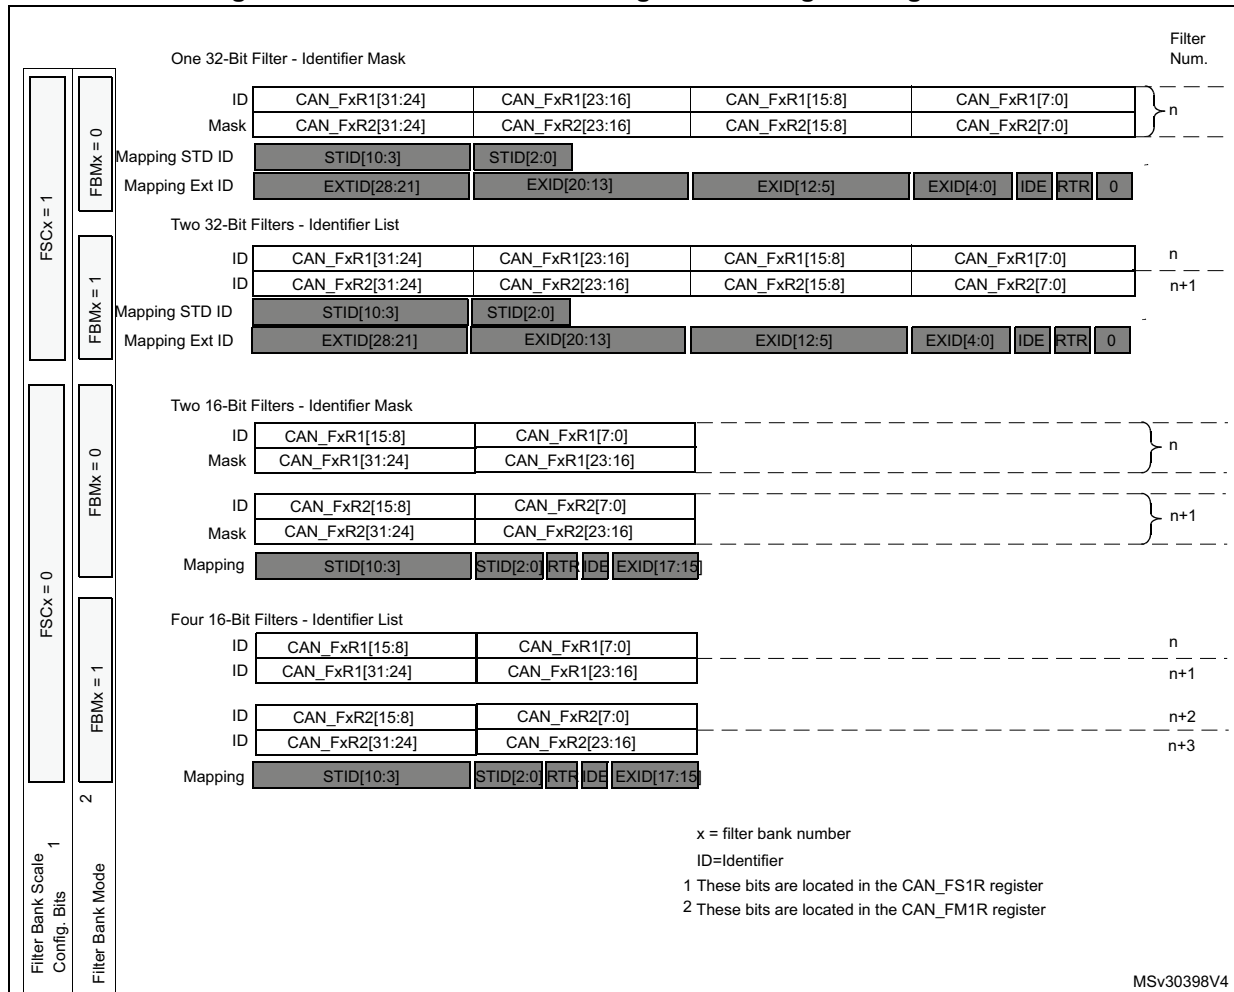 Filter
Num.
One 32-Bit Filter - Identifier Mask
ID CAN_FxR1[31:24] CAN_FxR1[23:16] CAN_FxR1[15:8] CAN_FxR1[7:0] n
Mask CAN_FxR2[31:24] CAN_FxR2[23:16] CAN_FxR2[15:8] CAN_FxR2[7:0]
Mapping STD ID STID[10:3] STID[2:0]
Mapping Ext ID EXTID[28:21] EXID[20:13] EXID[12:5] EXID[4:0] IDE RTR 0
FBMx = 0
FSCx = 1
Two 32-Bit Filters - Identifier List
ID CAN_FxR1[31:24] CAN_FxR1[23:16] CAN_FxR1[15:8] CAN_FxR1[7:0] n
ID CAN_FxR2[31:24] CAN_FxR2[23:16] CAN_FxR2[15:8] CAN_FxR2[7:0] n+1
Mapping STD ID STID[10:3] STID[2:0]
Mapping Ext ID EXTID[28:21] EXID[20:13] EXID[12:5] EXID[4:0] IDE RTR 0
FBMx = 1
Two 16-Bit Filters - Identifier Mask
ID CAN_FxR1[15:8] CAN_FxR1[7:0] n
Mask CAN_FxR1[31:24] CAN_FxR1[23:16]
ID CAN_FxR2[15:8] CAN_FxR2[7:0] n+1
Mask CAN_FxR2[31:24] CAN_FxR2[23:16]
Mapping STID[10:3] STID[2:0] RTR IDE EXID[17:15]
FBMx = 0
FSCx = 0
Four 16-Bit Filters - Identifier List
ID CAN_FxR1[15:8] CAN_FxR1[7:0] n
ID CAN_FxR1[31:24] CAN_FxR1[23:16] n+1
ID CAN_FxR2[15:8] CAN_FxR2[7:0] n+2
ID CAN_FxR2[31:24] CAN_FxR2[23:16] n+3
Mapping STID[10:3] STID[2:0] RTR IDE EXID[17:15]
FBMx = 1
Filter Bank Scale 1
Config. Bits
Filter Bank Mode 2
x = filter bank number
ID=Identifier
1 These bits are located in the CAN_FS1R register
2 These bits are located in the CAN_FM1R register
MSv30398V4